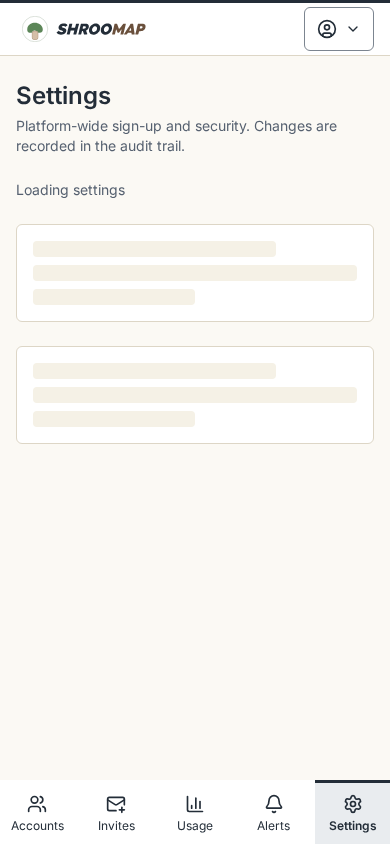 SHROOMAP
Settings
Platform-wide sign-up and security. Changes are
recorded in the audit trail.
Loading settings
Accounts
Invites
Usage
Alerts
Settings